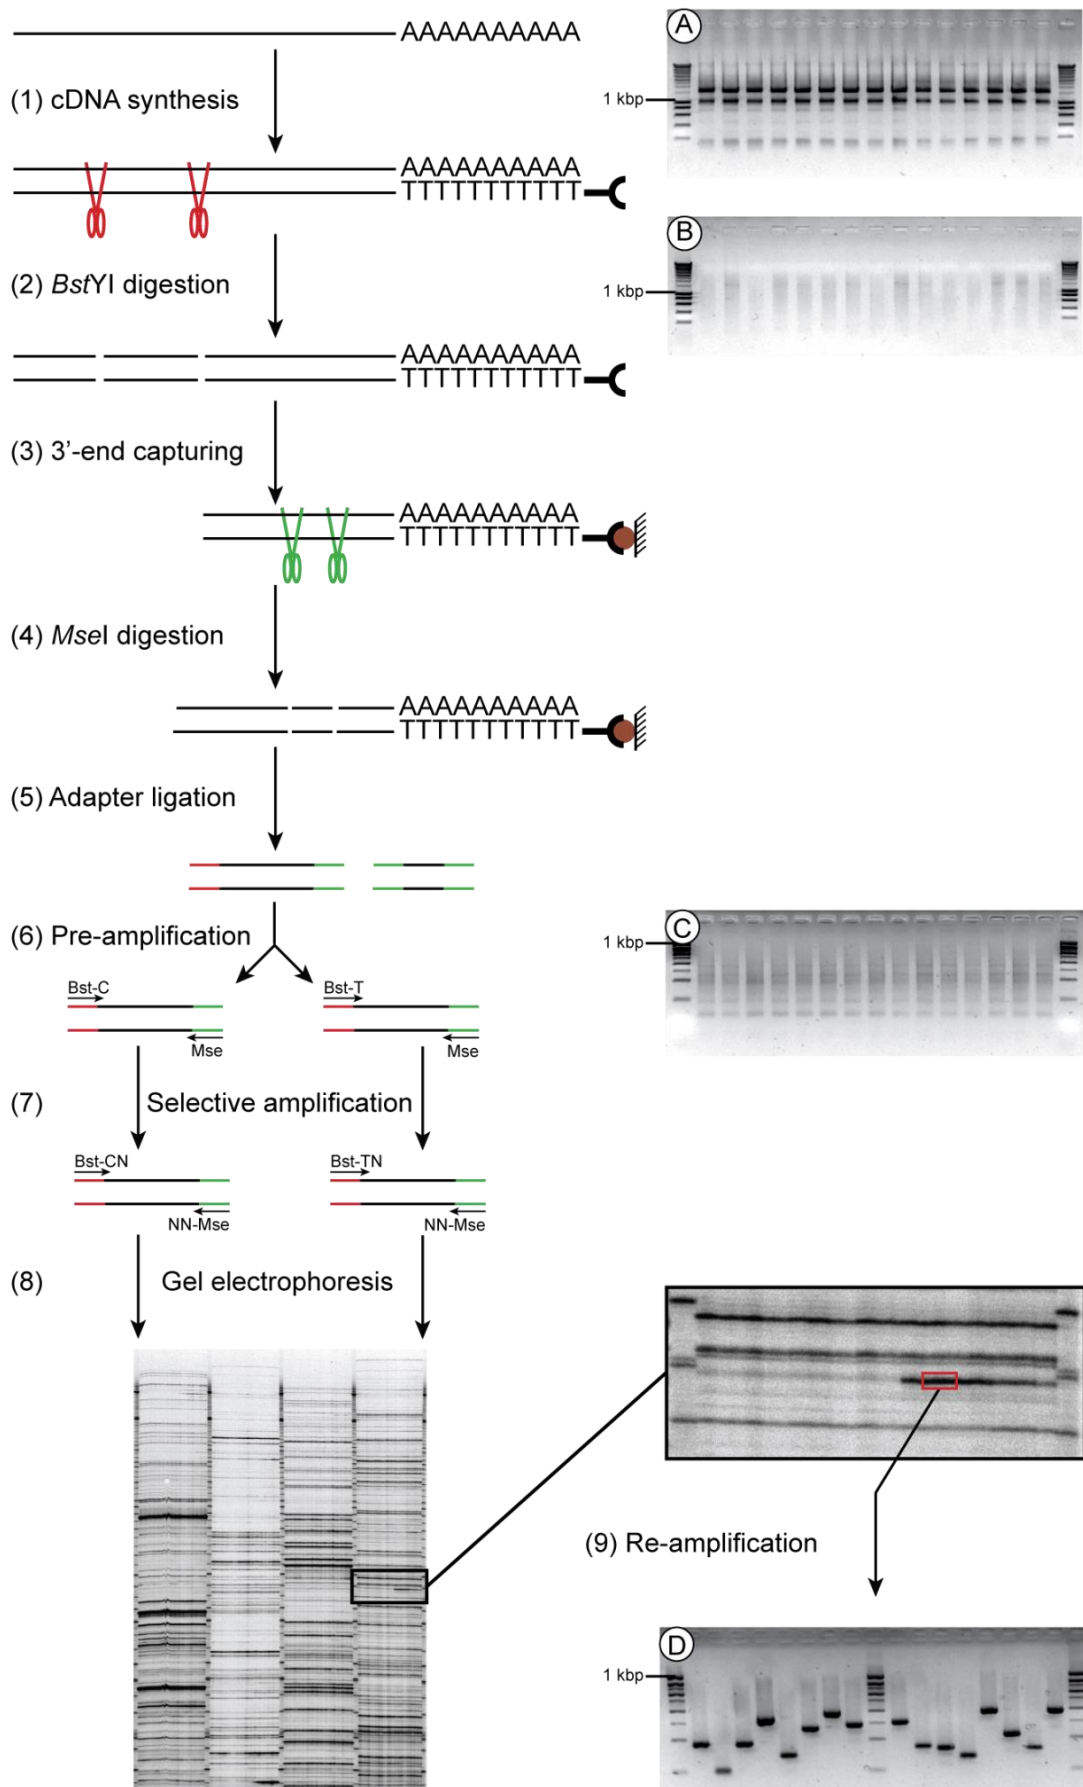 AAAAAAAAAA
(1) cDNA synthesis
AAAAAAAAAA
TTTTTTTTTTT
(2) BstYI digestion
AAAAAAAAAA
TTTTTTTTTTT
(3) 3’-end capturing
AAAAAAAAAA
TTTTTTTTTTT
(4) MseI digestion
AAAAAAAAAA
TTTTTTTTTTT
(5) Adapter ligation
(6) Pre-amplification
Bst-C
Bst-T
Mse
Mse
(7) Selective amplification
Bst-CN
Bst-TN
NN-Mse
NN-Mse
(8) Gel electrophoresis
A
1 kbp
B
1 kbp
C
1 kbp
(9) Re-amplification
D
1 kbp